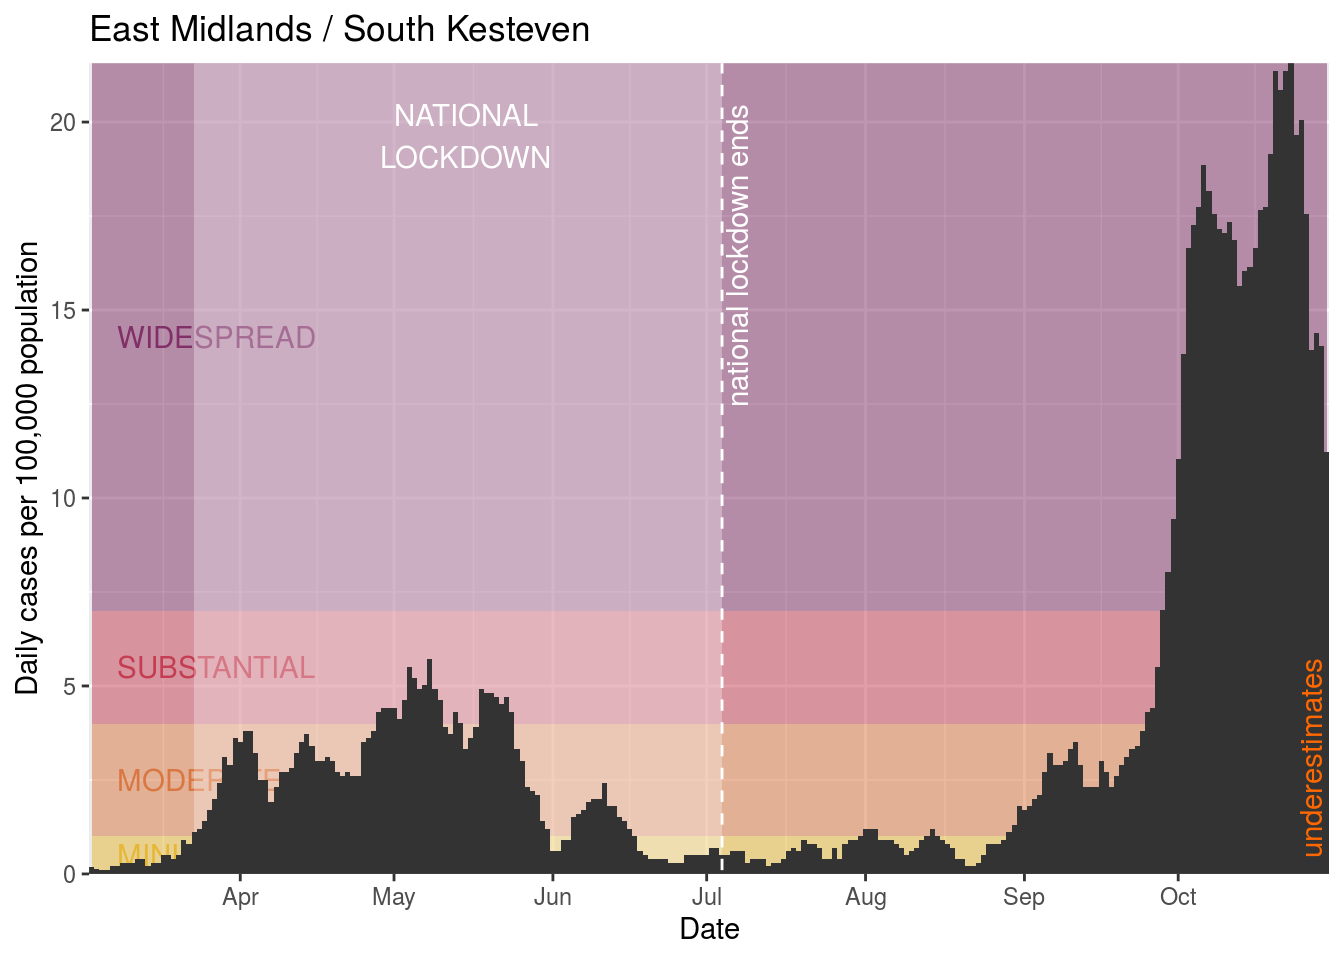 East Midlands / South Kesteven
Daily cases per 100,000 population
20
15
10
5
0
NATIONAL
LOCKDOWN
national lockdown ends
WIDESPREAD
SUBSTANTIAL
underestimates
Apr
May
Jun
Jul
Aug
Sep
Oct
Date